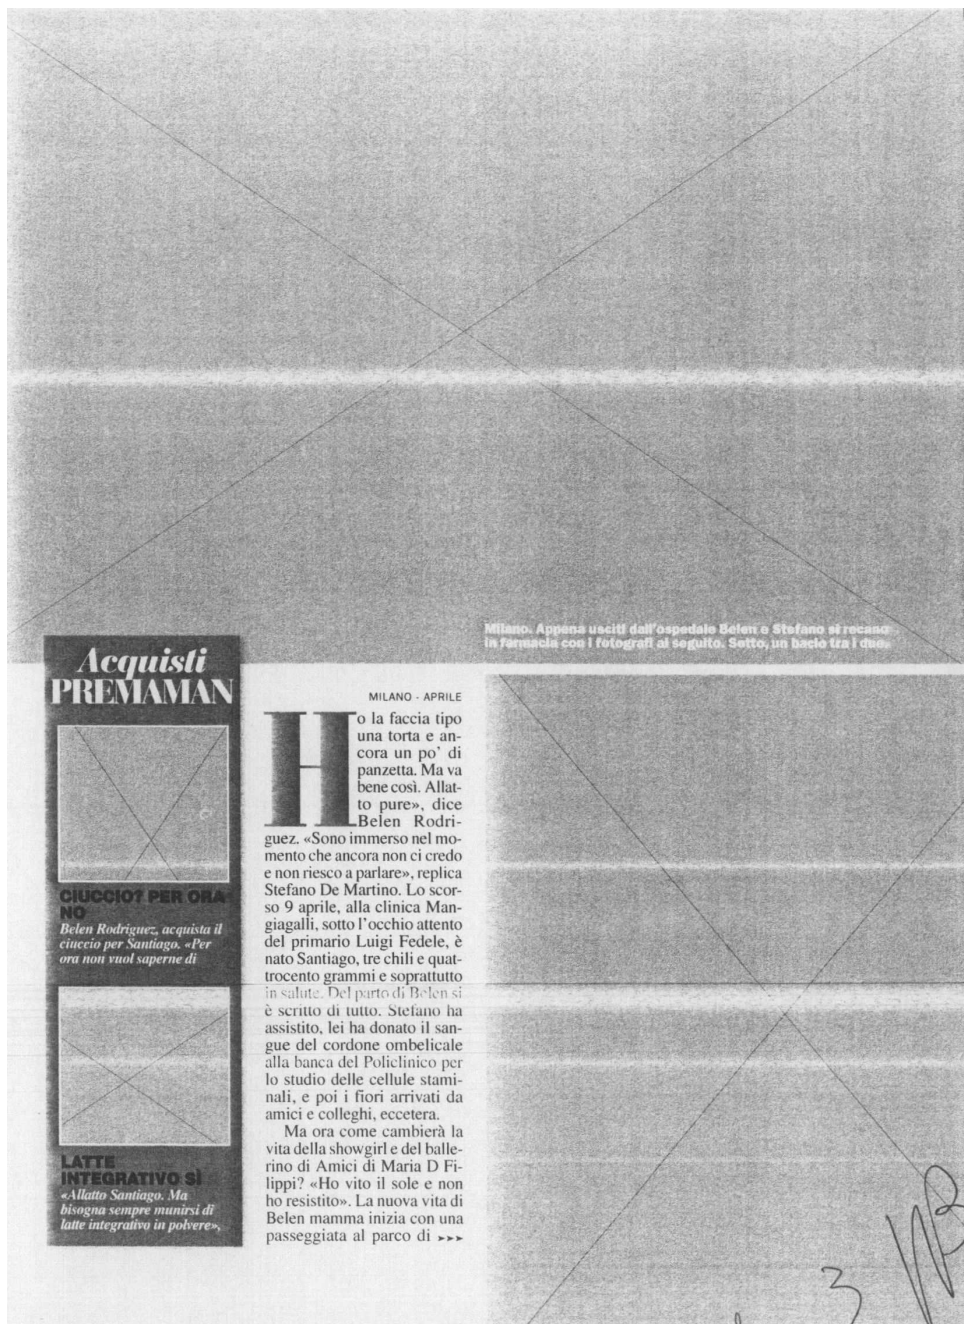 Milano. Appena usciti dall'ospedale Belen e Stefano si recano
in farmacia con i fotografi al seguito. Sotto, un bacio tra i due.
Acquisti
PREMAMAN
CIUCCIO? PER ORA
NO
Belen Rodriguez, acquista il
ciuccio per Santiago. «Per
ora non vuol saperne di
LATTE
INTEGRATIVO SÌ
«Allatto Santiago. Ma
bisogna sempre munirsi di
latte integrativo in polvere»,
MILANO - APRILE
Ho la faccia tipo
una torta e an-
cora un po' di
panzetta. Ma va
bene così. Allat-
to pure», dice
Belen Rodri-
guez. «Sono immerso nel mo-
mento che ancora non ci credo
e non riesco a parlare», replica
Stefano De Martino. Lo scor-
so 9 aprile, alla clinica Man-
giagalli, sotto l'occhio attento
del primario Luigi Fedele, è
nato Santiago, tre chili e quat-
trocento grammi e soprattutto
in salute. Del parto di Belen si
è scritto di tutto. Stefano ha
assistito, lei ha donato il san-
gue del cordone ombelicale
alla banca del Policlinico per
lo studio delle cellule stami-
nali, e poi i fiori arrivati da
amici e colleghi, eccetera.
Ma ora come cambierà la
vita della showgirl e del balle-
rino di Amici di Maria D Fi-
lippi? «Ho vito il sole e non
ho resistito». La nuova vita di
Belen mamma inizia con una
passeggiata al parco di ➤➤➤
3